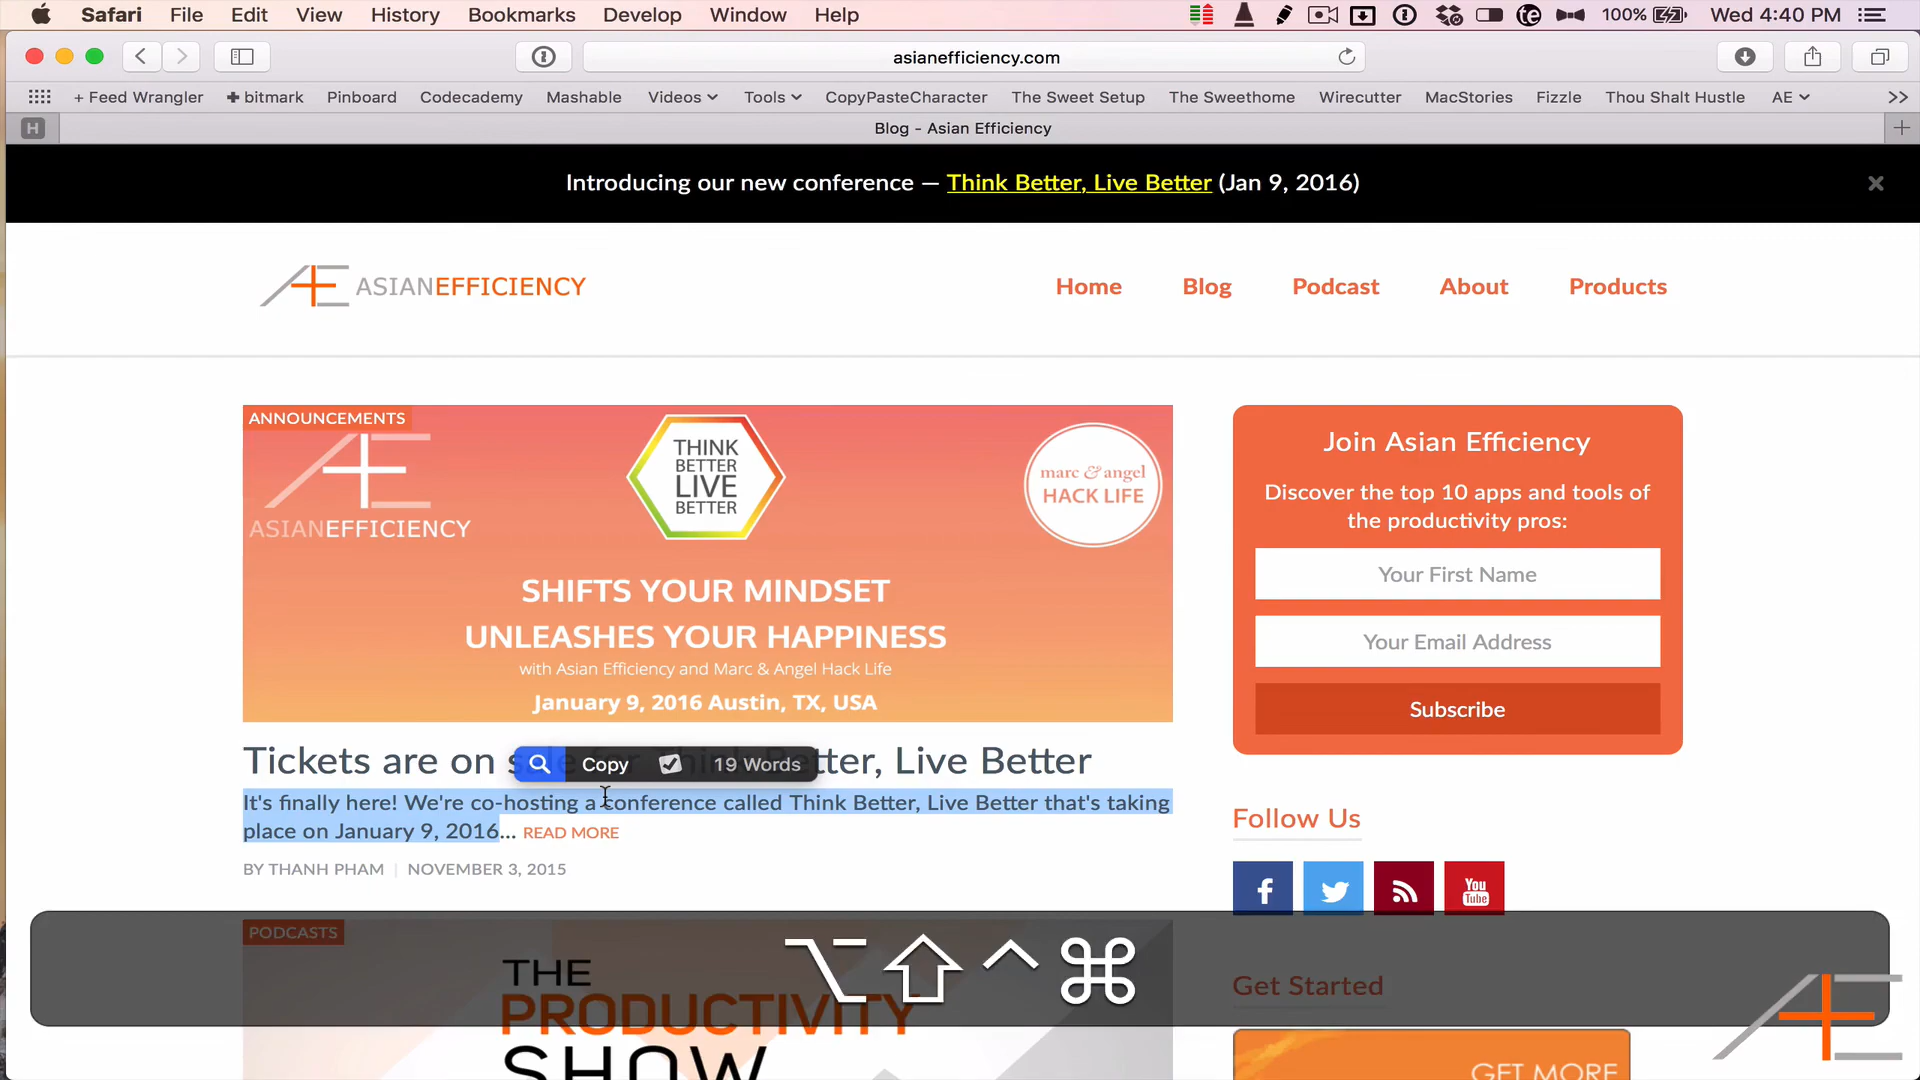 Safari File Edit View History Bookmarks Develop Window Help 100% Wed 4:40 PM
asianefficiency.com
+ Feed Wrangler + bitmark Pinboard Codecademy Mashable Videos Tools CopyPasteCharacter The Sweet Setup The Sweethome Wirecutter MacStories Fizzle Thou Shalt Hustle AE >>
H Blog - Asian Efficiency
Introducing our new conference — Think Better, Live Better (Jan 9, 2016)
ASIANEFFICIENCY
Home Blog Podcast About Products
ANNOUNCEMENTS
ASIANEFFICIENCY
THINK
BETTER
LIVE
BETTER
marc & angel
HACK LIFE
SHIFTS YOUR MINDSET
UNLEASHES YOUR HAPPINESS
with Asian Efficiency and Marc & Angel Hack Life
January 9, 2016 Austin, TX, USA
Tickets are on sale for Think Better, Live Better
Copy 19 Words
It's finally here! We're co-hosting a conference called Think Better, Live Better that's taking
place on January 9, 2016... READ MORE
BY THANH PHAM | NOVEMBER 3, 2015
PODCASTS
THE
PRODUCTIVITY
SHOW
Join Asian Efficiency
Discover the top 10 apps and tools of
the productivity pros:
Your First Name
Your Email Address
Subscribe
Follow Us
You
Tube
Get Started
GET MORE
⌥⇧^⌘